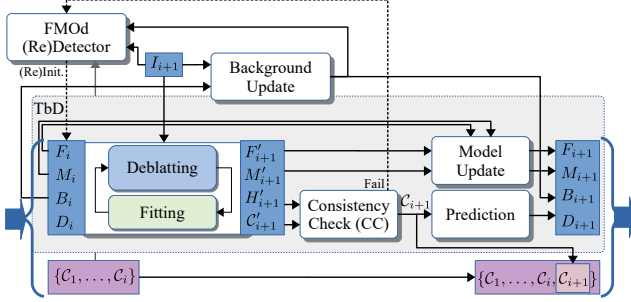 FMOd
(Re)Detector
(Re)Init.
I_{i+1}
Background
Update
TbD
F_i
M_i
B_i
D_i
Deblatting
Fitting
F'_{i+1}
M'_{i+1}
H'_{i+1}
C'_{i+1}
Fail
Consistency
Check (CC)
C_{i+1}
Model
Update
Prediction
F_{i+1}
M_{i+1}
B_{i+1}
D_{i+1}
{C_1, . . . , C_i}
{C_1, . . . , C_i, C_{i+1}}